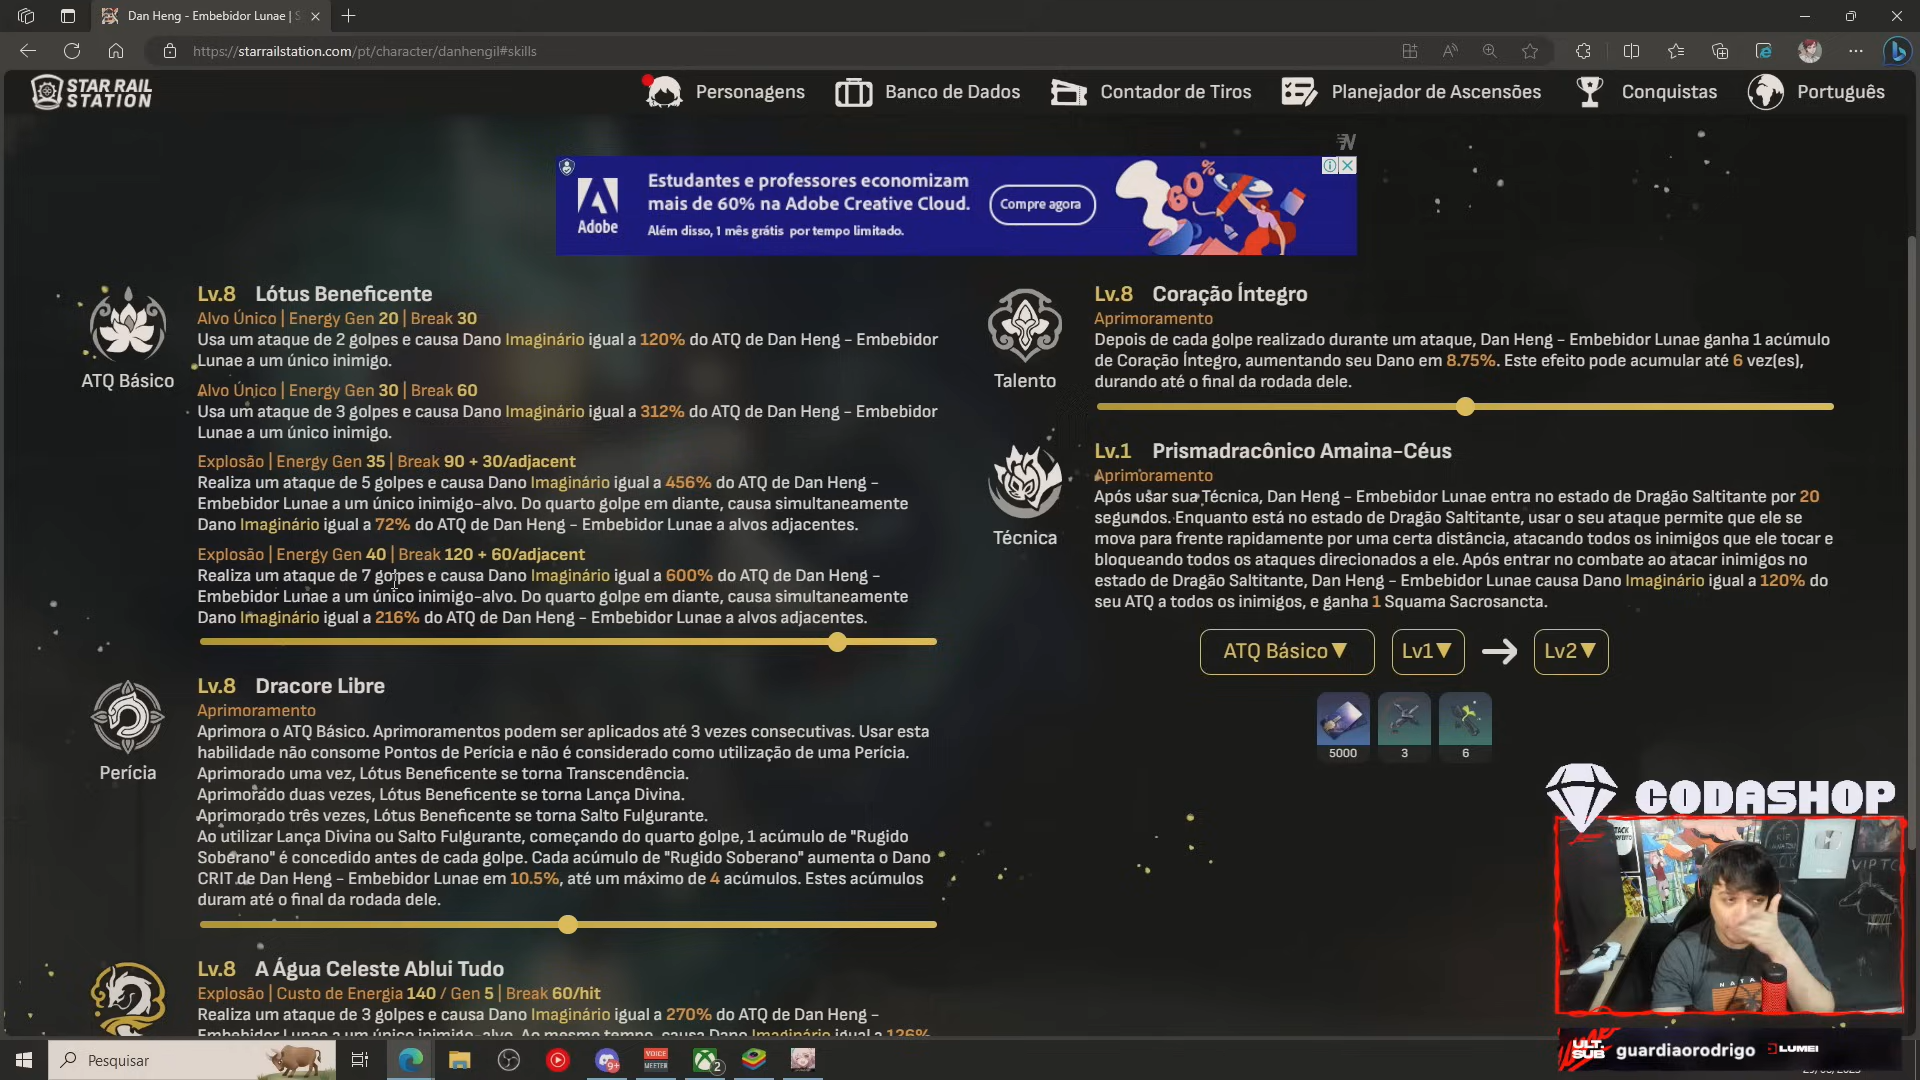 Dan Heng - Embebidor Lunae | S
https://starrailstation.com/pt/character/danhengil#skills
STAR RAIL
STATION
Personagens
Banco de Dados
Contador de Tiros
Planejador de Ascensões
Conquistas
Português
Adobe
Estudantes e professores economizam
mais de 60% na Adobe Creative Cloud.
Além disso, 1 mês grátis por tempo limitado.
Compre agora
60%
ATQ Básico
Lv.8 Lótus Beneficente
Alvo Único | Energy Gen 20 | Break 30
Usa um ataque de 2 golpes e causa Dano Imaginário igual a 120% do ATQ de Dan Heng - Embebidor
Lunae a um único inimigo.
Alvo Único | Energy Gen 30 | Break 60
Usa um ataque de 3 golpes e causa Dano Imaginário igual a 312% do ATQ de Dan Heng - Embebidor
Lunae a um único inimigo.
Explosão | Energy Gen 35 | Break 90 + 30/adjacent
Realiza um ataque de 5 golpes e causa Dano Imaginário igual a 456% do ATQ de Dan Heng -
Embebidor Lunae a um único inimigo-alvo. Do quarto golpe em diante, causa simultaneamente
Dano Imaginário igual a 72% do ATQ de Dan Heng - Embebidor Lunae a alvos adjacentes.
Explosão | Energy Gen 40 | Break 120 + 60/adjacent
Realiza um ataque de 7 golpes e causa Dano Imaginário igual a 600% do ATQ de Dan Heng -
Embebidor Lunae a um único inimigo-alvo. Do quarto golpe em diante, causa simultaneamente
Dano Imaginário igual a 216% do ATQ de Dan Heng - Embebidor Lunae a alvos adjacentes.
Perícia
Lv.8 Dracore Libre
Aprimoramento
Aprimora o ATQ Básico. Aprimoramentos podem ser aplicados até 3 vezes consecutivas. Usar esta
habilidade não consome Pontos de Perícia e não é considerado como utilização de uma Perícia.
Aprimorado uma vez, Lótus Beneficente se torna Transcendência.
Aprimorado duas vezes, Lótus Beneficente se torna Lança Divina.
Aprimorado três vezes, Lótus Beneficente se torna Salto Fulgurante.
Ao utilizar Lança Divina ou Salto Fulgurante, começando do quarto golpe, 1 acúmulo de "Rugido
Soberano" é concedido antes de cada golpe. Cada acúmulo de "Rugido Soberano" aumenta o Dano
CRIT de Dan Heng - Embebidor Lunae em 10.5%, até um máximo de 4 acúmulos. Estes acúmulos
duram até o final da rodada dele.
Lv.8 A Água Celeste Ablui Tudo
Explosão | Custo de Energia 140 / Gen 5 | Break 60/hit
Realiza um ataque de 3 golpes e causa Dano Imaginário igual a 270% do ATQ de Dan Heng -
Embebidor Lunae a um único inimigo-alvo. Ao mesmo tempo, causa Dano Imaginário igual a 126%
Talento
Lv.8 Coração Íntegro
Aprimoramento
Depois de cada golpe realizado durante um ataque, Dan Heng - Embebidor Lunae ganha 1 acúmulo
de Coração Íntegro, aumentando seu Dano em 8.75%. Este efeito pode acumular até 6 vez(es),
durando até o final da rodada dele.
Técnica
Lv.1 Prismadracônico Amaina-Céus
Aprimoramento
Após usar sua Técnica, Dan Heng - Embebidor Lunae entra no estado de Dragão Saltitante por 20
segundos. Enquanto está no estado de Dragão Saltitante, usar o seu ataque permite que ele se
mova para frente rapidamente por uma certa distância, atacando todos os inimigos que ele tocar e
bloqueando todos os ataques direcionados a ele. Após entrar no combate ao atacar inimigos no
estado de Dragão Saltitante, Dan Heng - Embebidor Lunae causa Dano Imaginário igual a 120% do
seu ATQ a todos os inimigos, e ganha 1 Squama Sacrosancta.
ATQ Básico▼ Lv1▼ → Lv2▼
5000 3 6
CODASHOP
VIP TC
ULT.
SUB
guardiaorodrigo
LUMEI
Pesquisar
VOICE
MEETER
9+
2